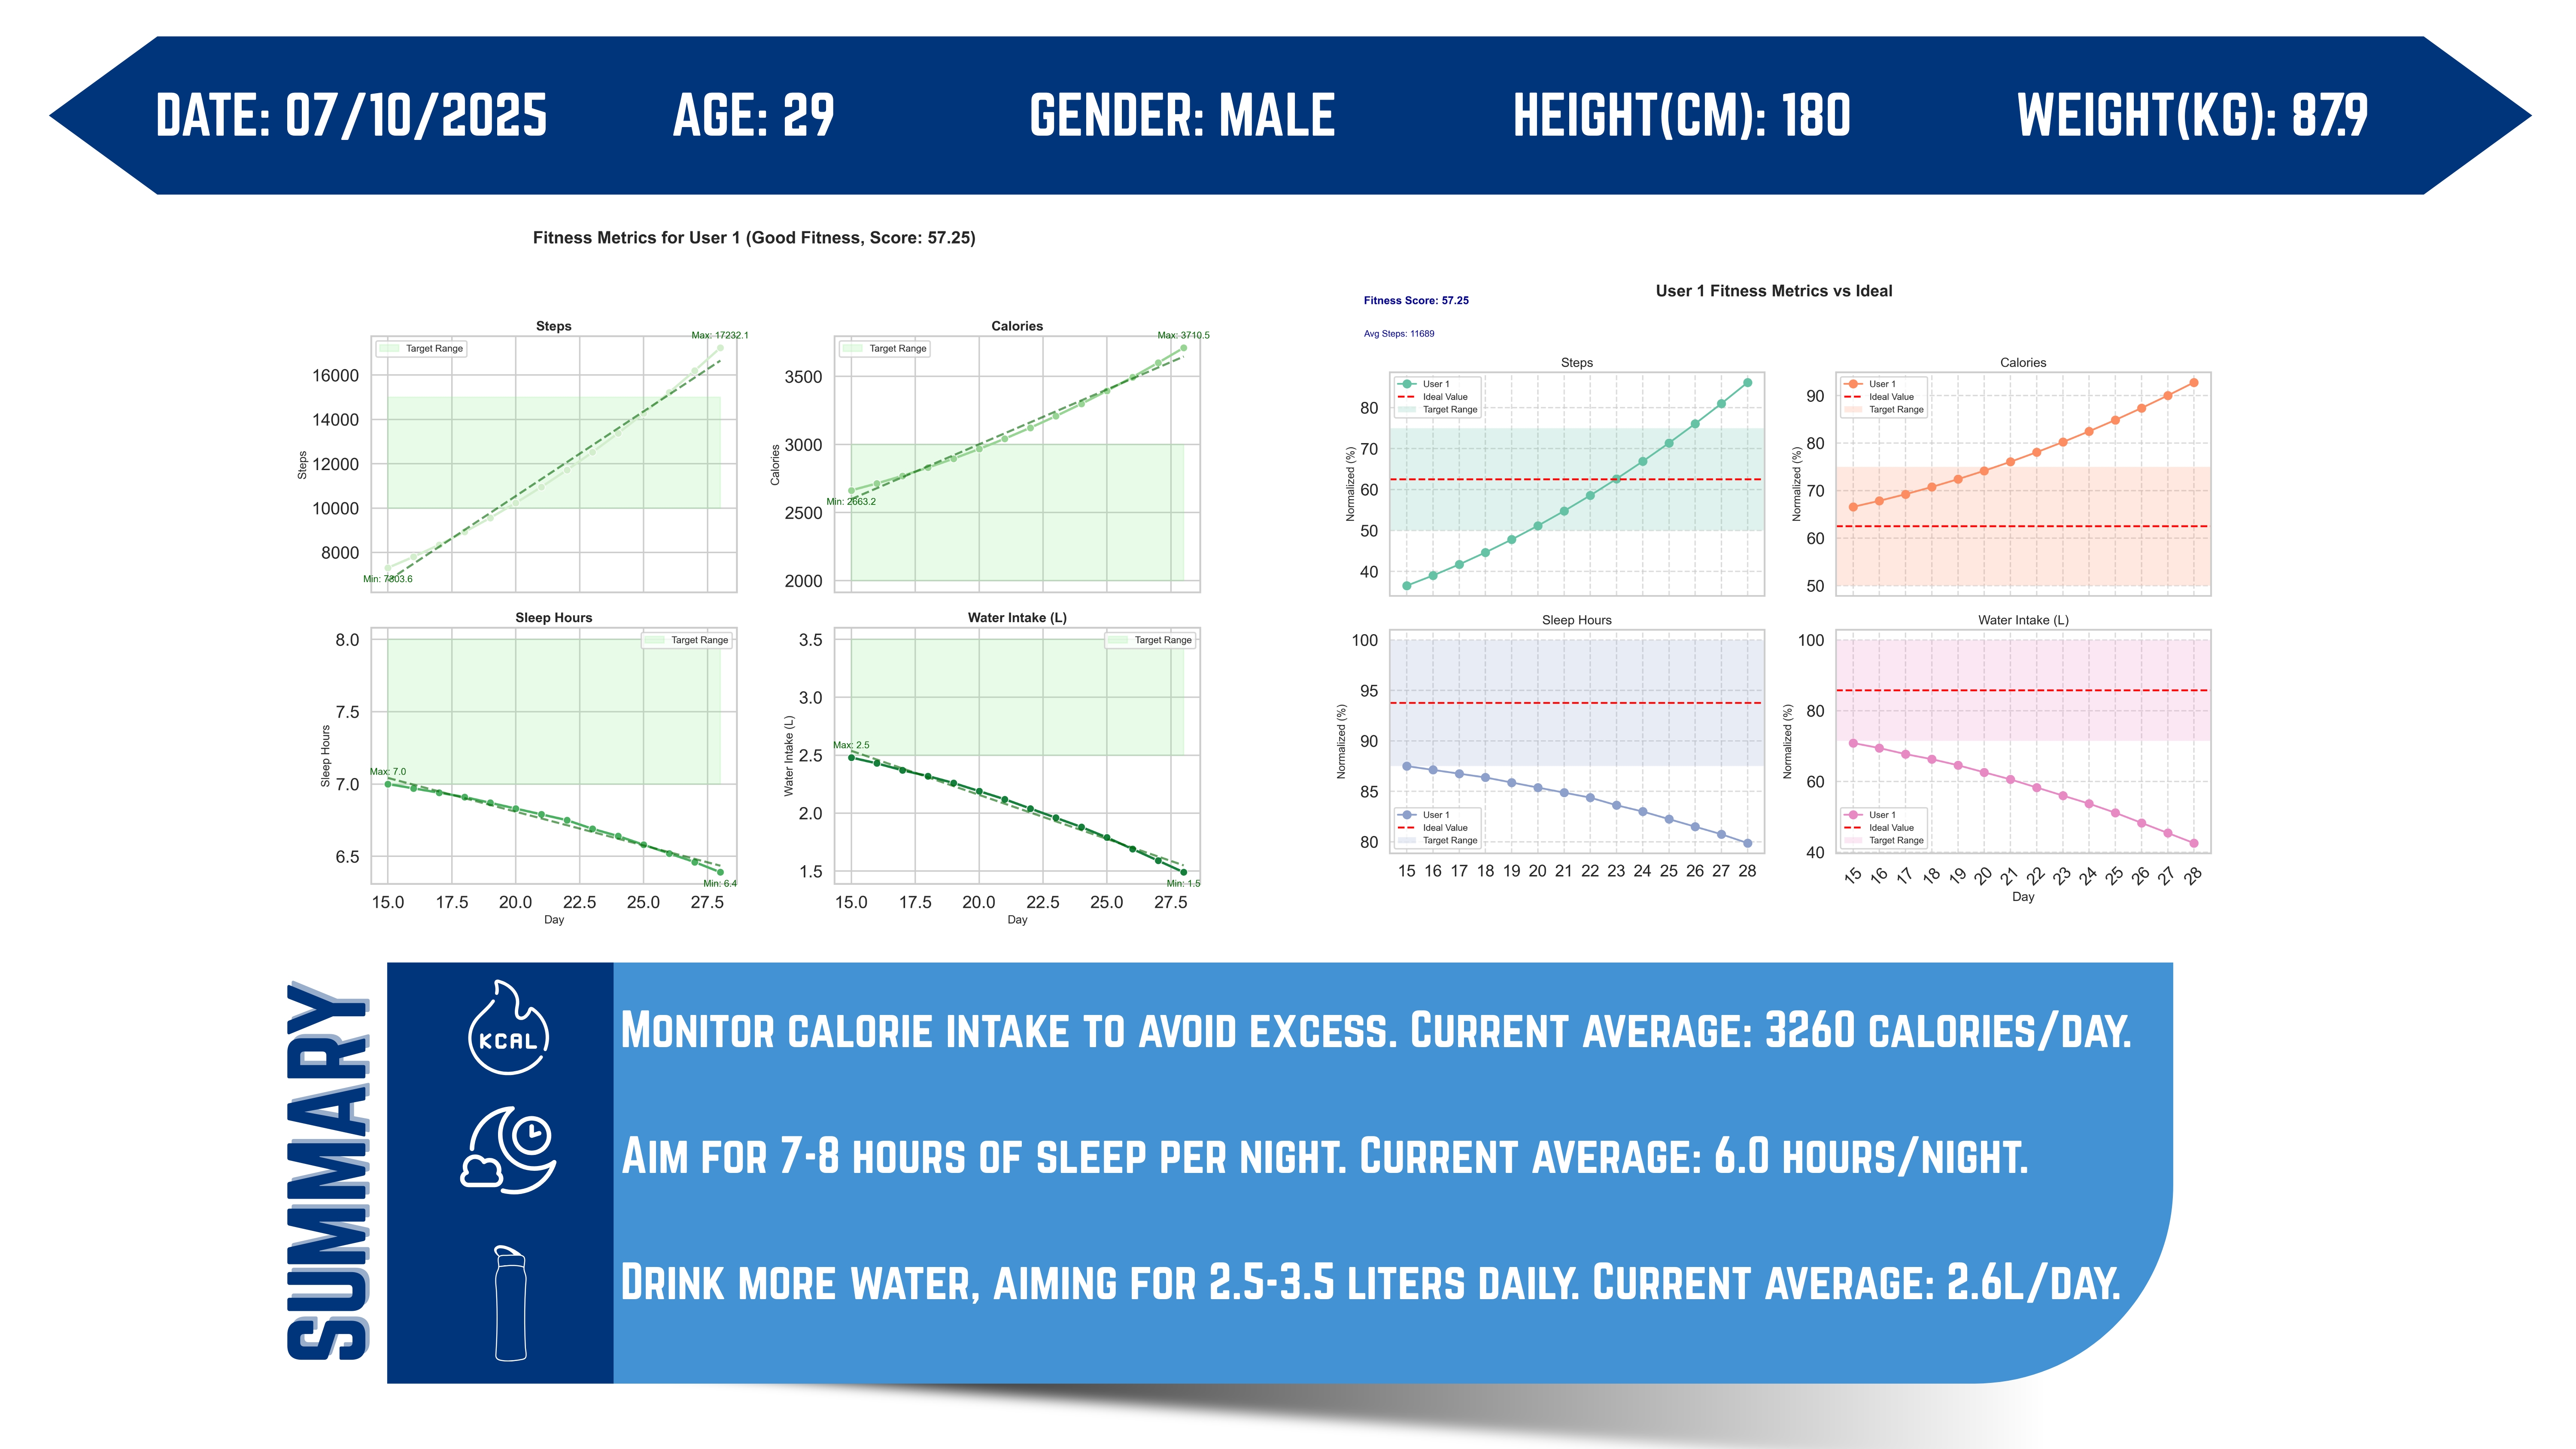 DATE: 07/10/2025 AGE: 29 GENDER: MALE HEIGHT(CM): 180 WEIGHT(KG): 87.9
Fitness Metrics for User 1 (Good Fitness, Score: 57.25)
Steps
Max: 17232.1
Target Range
16000
14000
12000
10000
8000
Steps
Min: 7303.6
Calories
Max: 3710.5
Target Range
3500
3000
2500
2000
Calories
Min: 2663.2
Sleep Hours
Target Range
8.0
7.5
7.0
6.5
Sleep Hours
Max: 7.0
Min: 6.4
15.0 17.5 20.0 22.5 25.0 27.5
Day
Water Intake (L)
Target Range
3.5
3.0
2.5
2.0
1.5
Water Intake (L)
Max: 2.5
Min: 1.5
15.0 17.5 20.0 22.5 25.0 27.5
Day
User 1 Fitness Metrics vs Ideal
Fitness Score: 57.25
Avg Steps: 11689
Steps
User 1
Ideal Value
Target Range
80
70
60
50
40
Normalized (%)
Calories
User 1
Ideal Value
Target Range
90
80
70
60
50
Normalized (%)
Sleep Hours
100
95
90
85
80
Normalized (%)
User 1
Ideal Value
Target Range
15 16 17 18 19 20 21 22 23 24 25 26 27 28
Water Intake (L)
100
80
60
40
Normalized (%)
User 1
Ideal Value
Target Range
15 16 17 18 19 20 21 22 23 24 25 26 27 28
Day
SUMMARY
KCAL
MONITOR CALORIE INTAKE TO AVOID EXCESS. CURRENT AVERAGE: 3260 CALORIES/DAY.
AIM FOR 7-8 HOURS OF SLEEP PER NIGHT. CURRENT AVERAGE: 6.0 HOURS/NIGHT.
DRINK MORE WATER, AIMING FOR 2.5-3.5 LITERS DAILY. CURRENT AVERAGE: 2.6L/DAY.